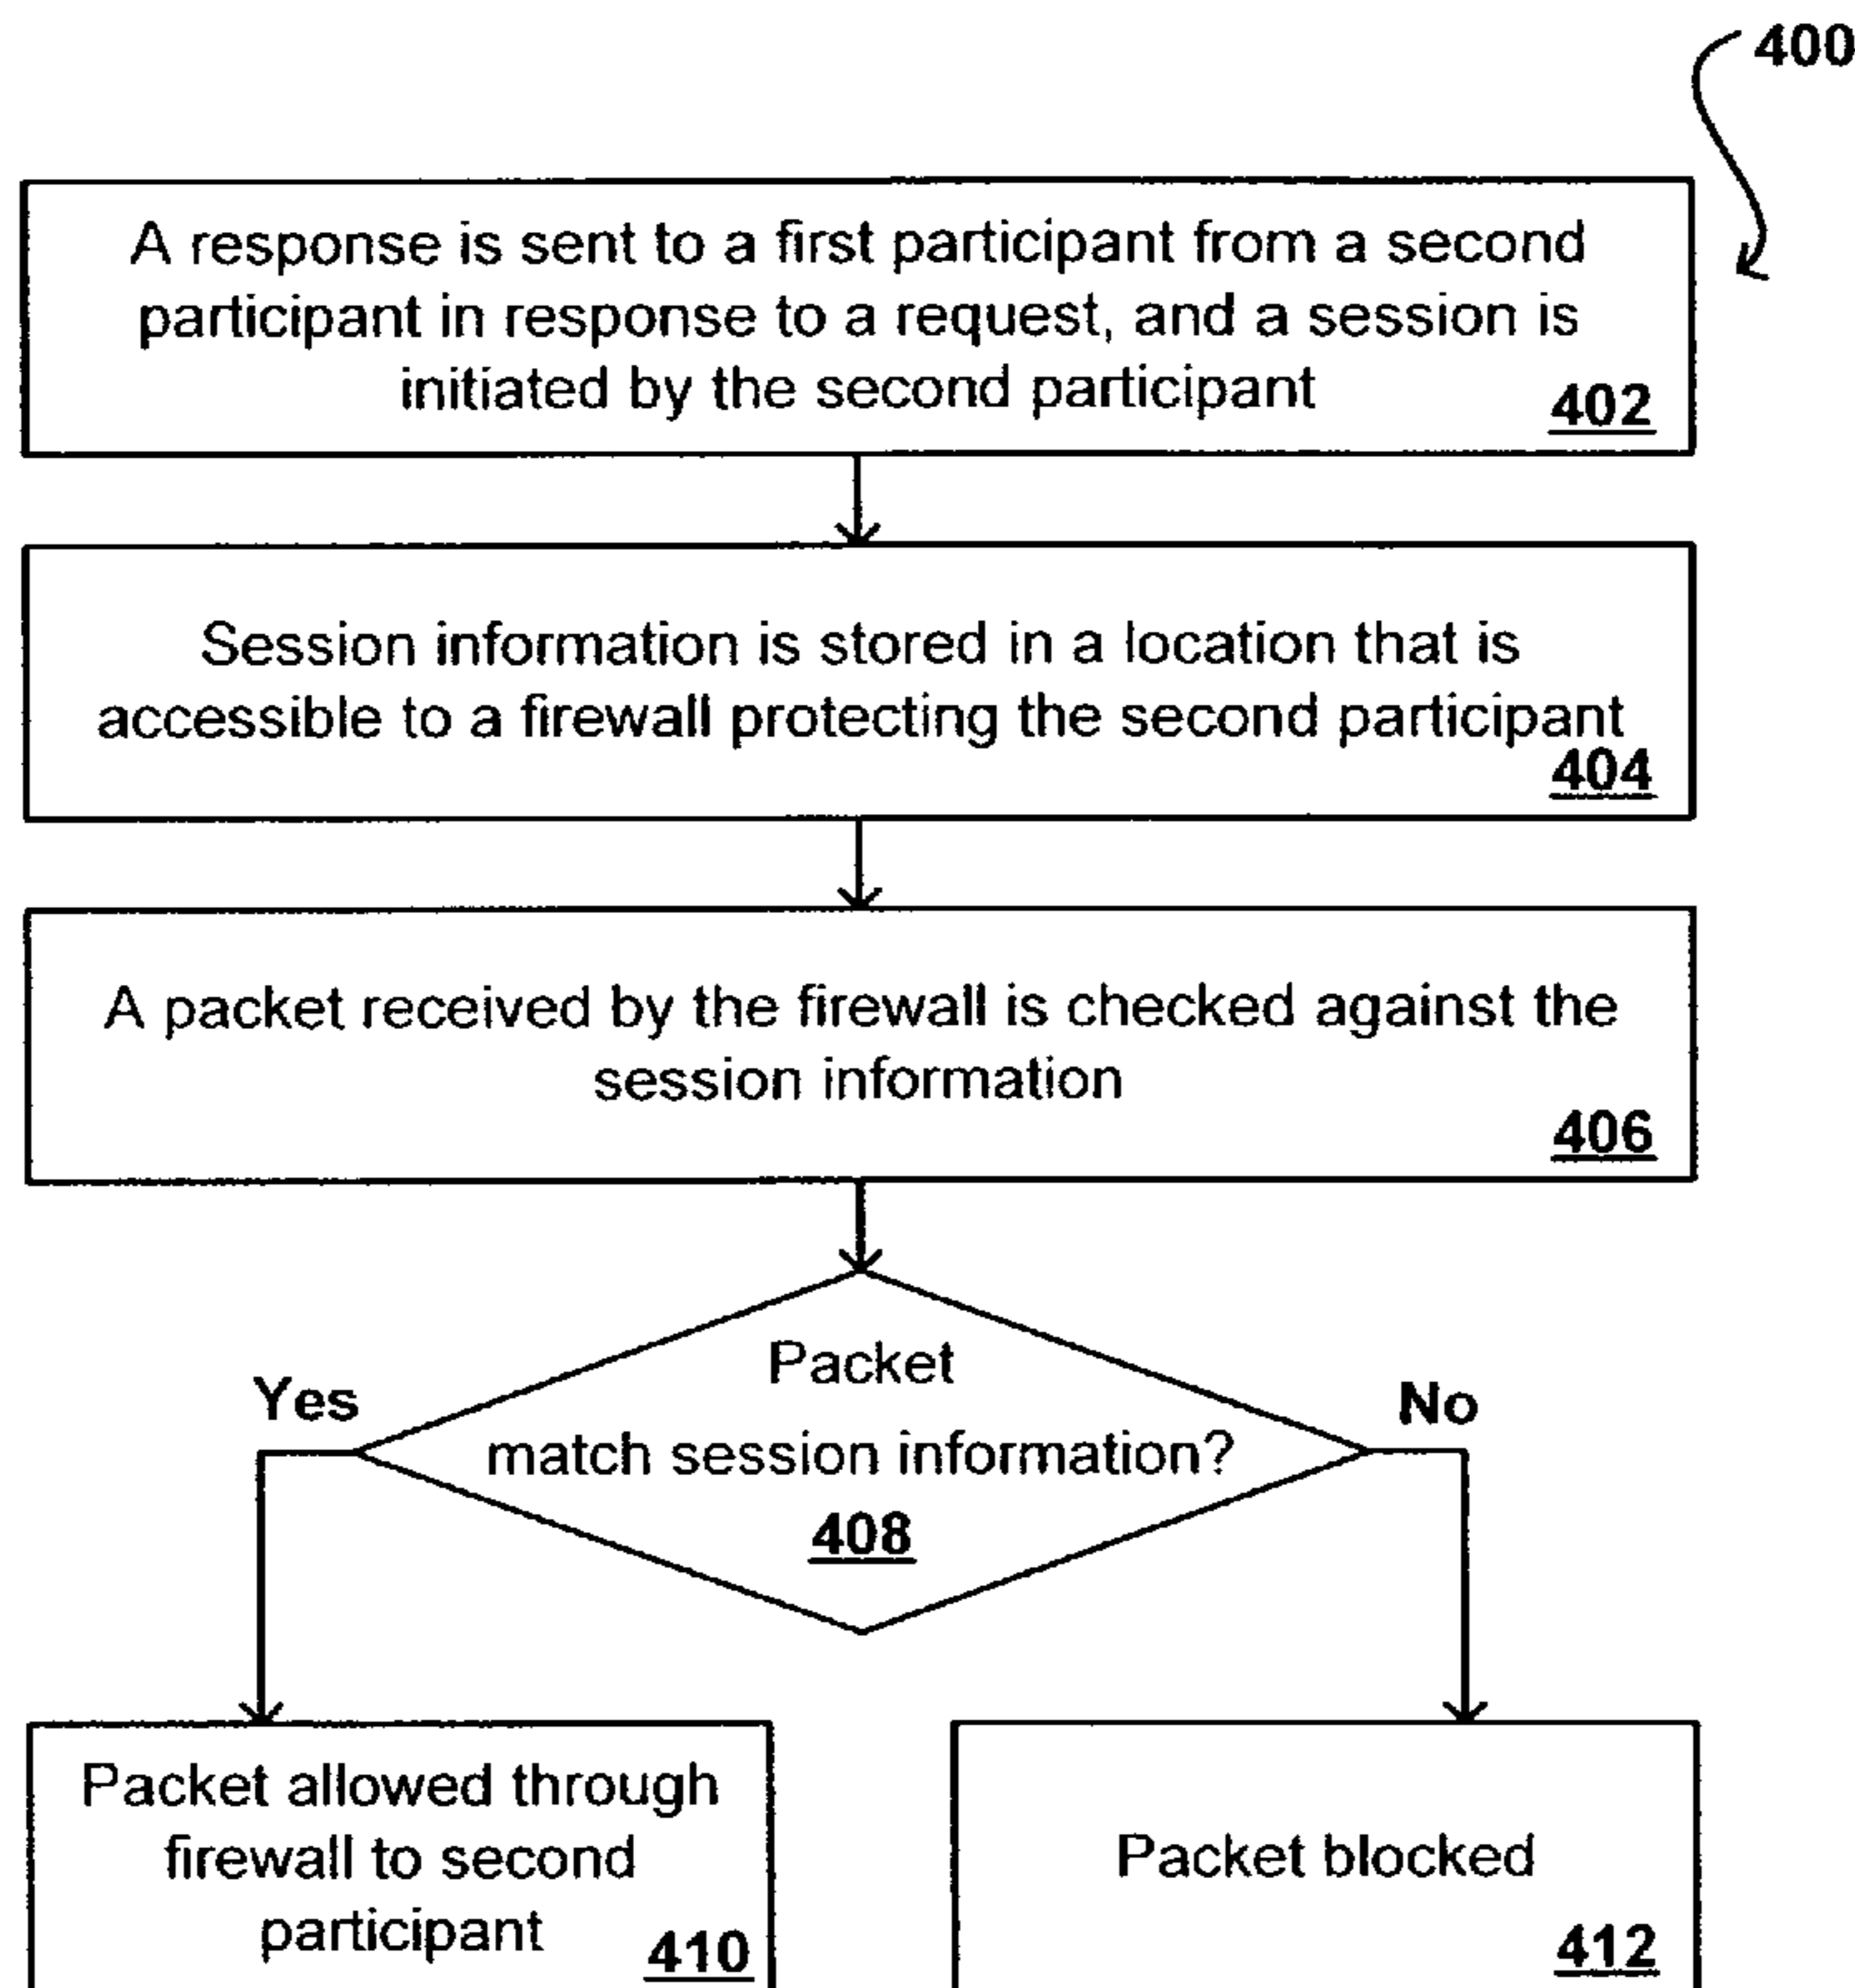 400
A response is sent to a first participant from a second
participant in response to a request, and a session is
initiated by the second participant
402
Session information is stored in a location that is
accessible to a firewall protecting the second participant
404
A packet received by the firewall is checked against the
session information
406
Packet
match session information?
408
Yes
No
Packet allowed through
firewall to second
participant
410
Packet blocked
412